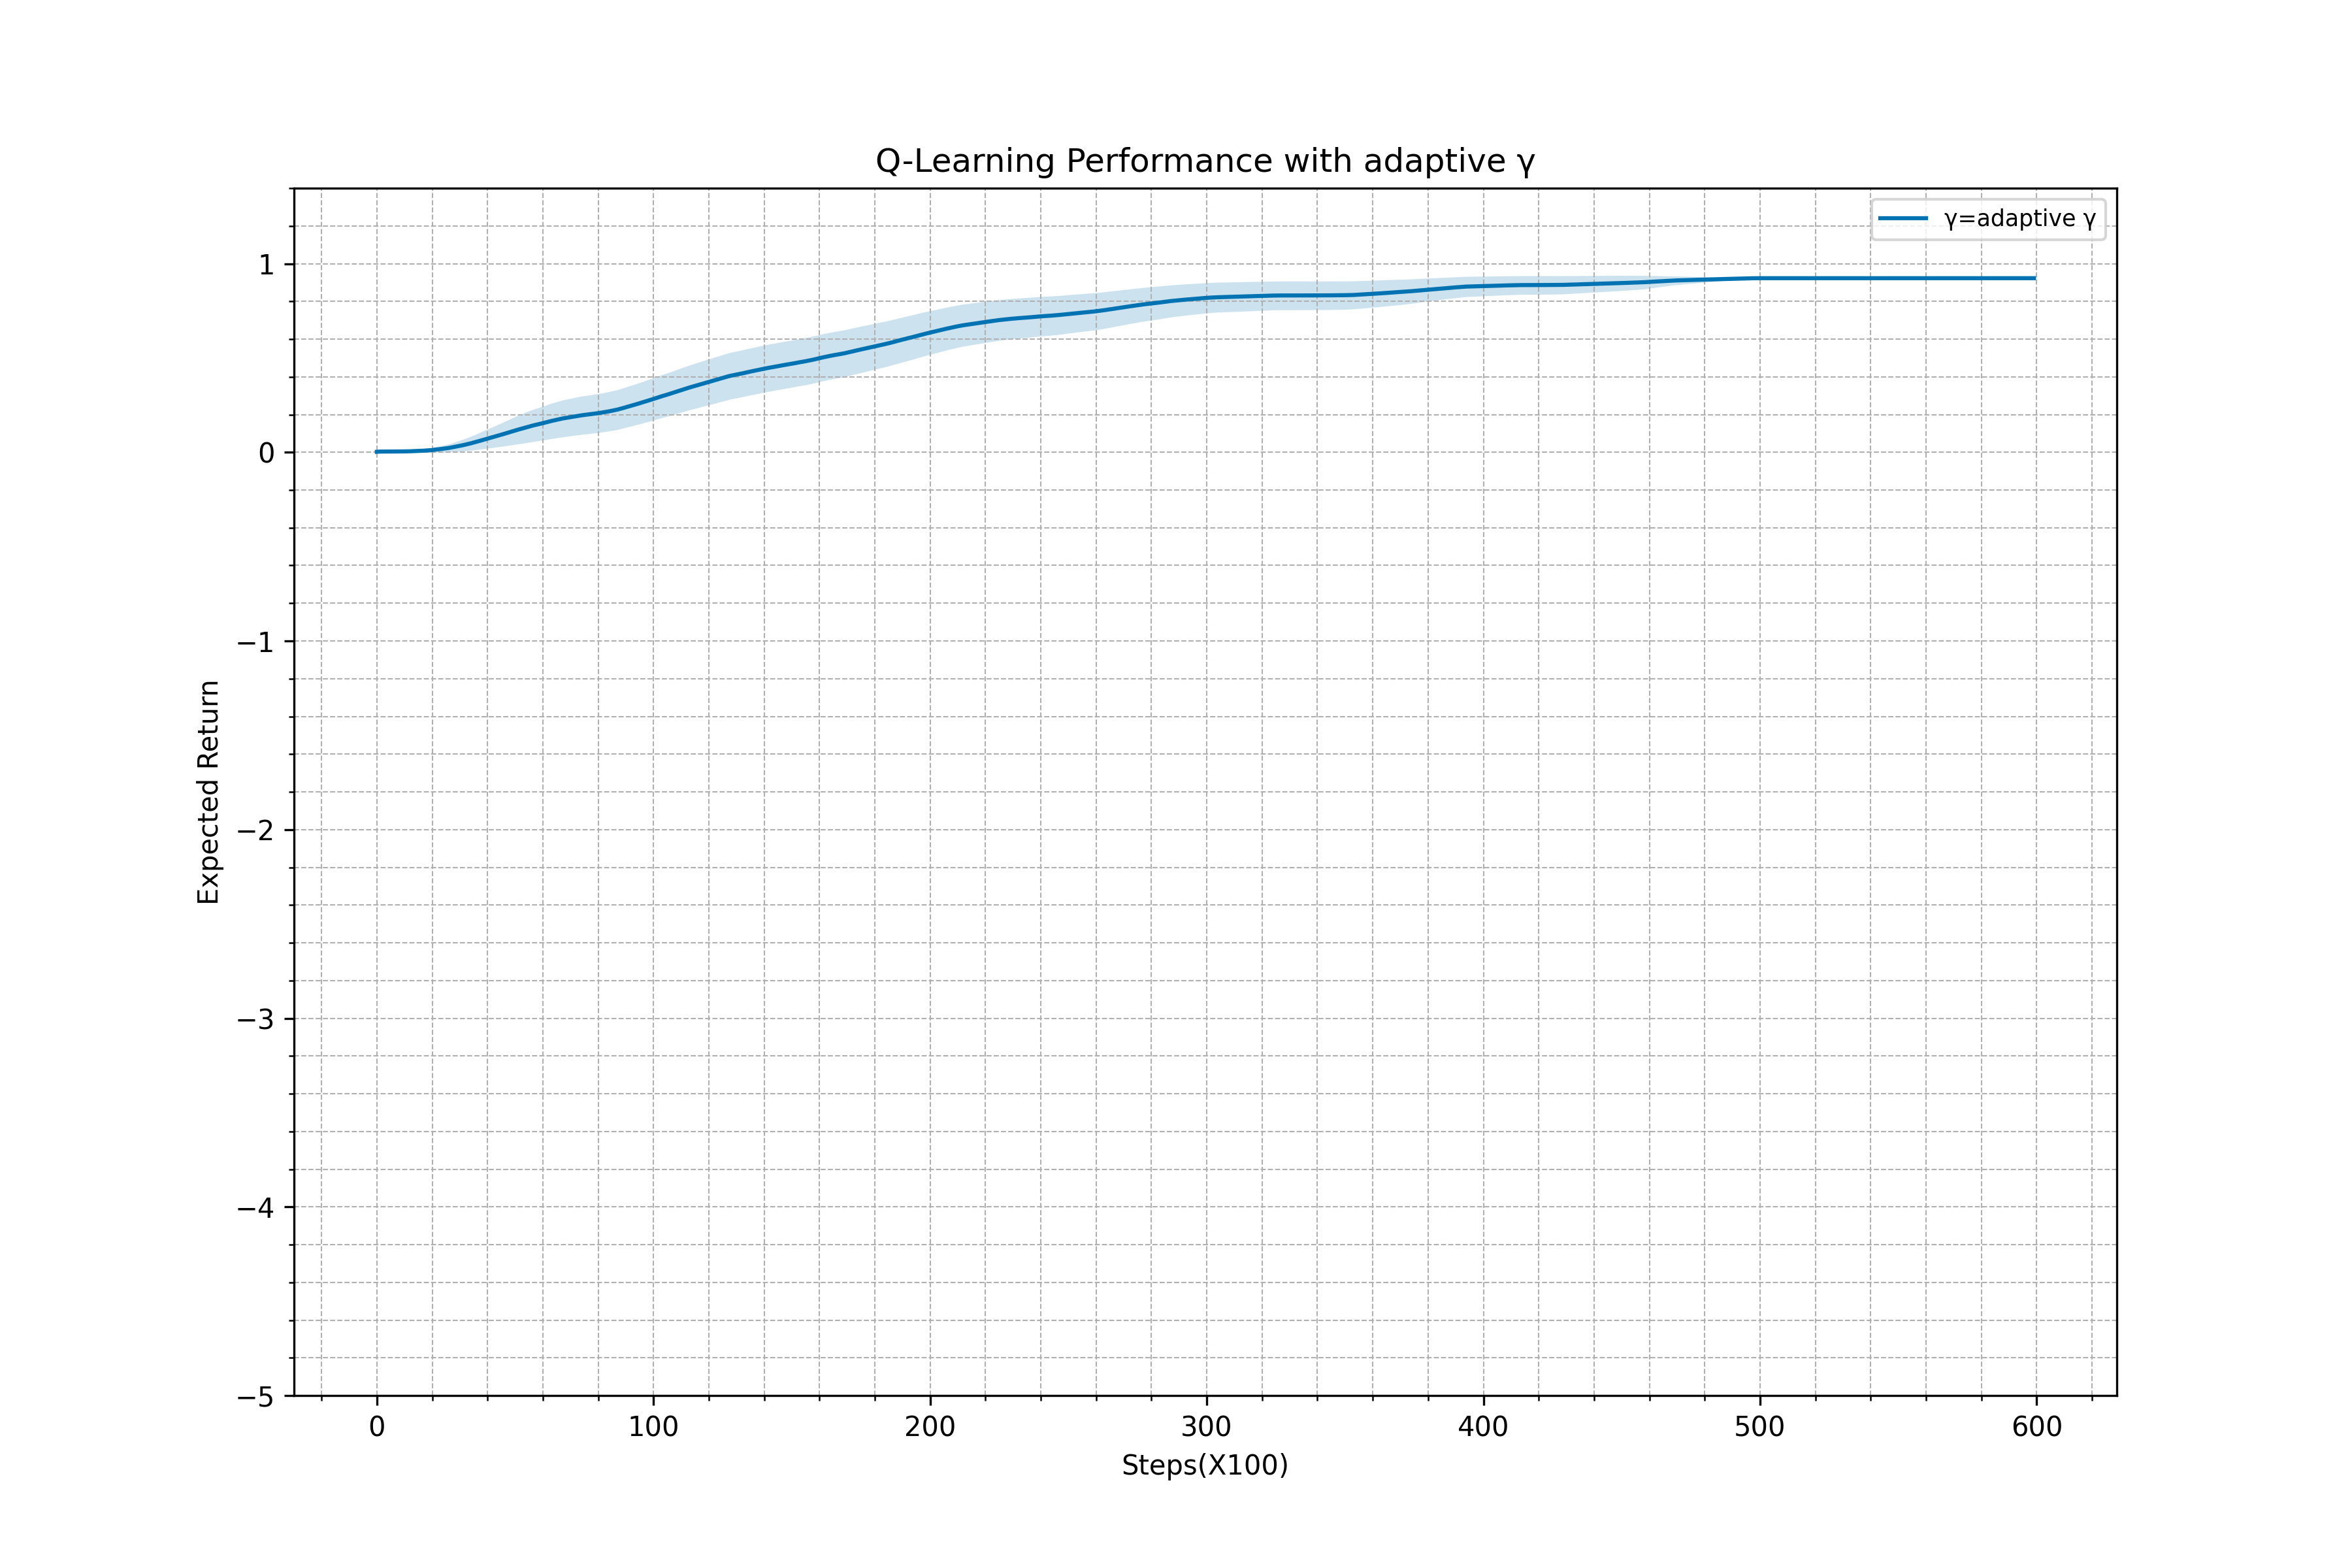 Q-Learning Performance with adaptive γ
γ=adaptive γ
1
0
−1
−2
−3
−4
−5
Expected Return
0 100 200 300 400 500 600
Steps(X100)